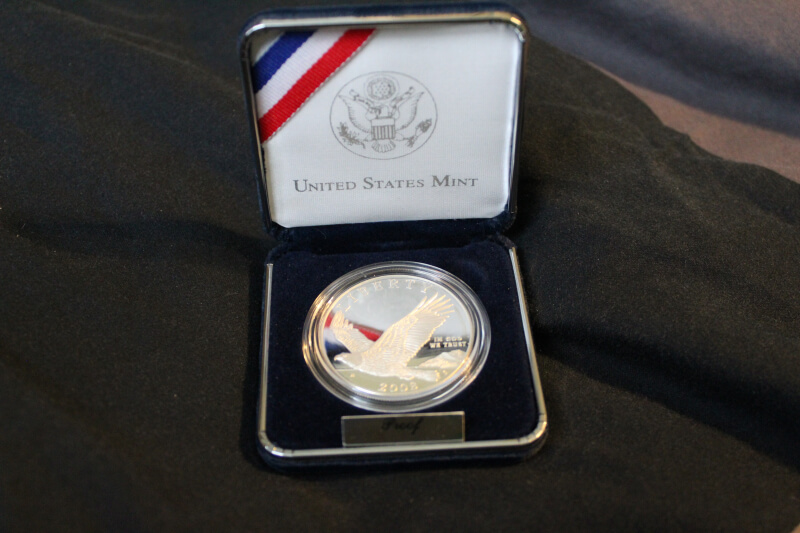 UNITED STATES MINT
LIBERTY
IN GOD
WE TRUST
2008
Proof